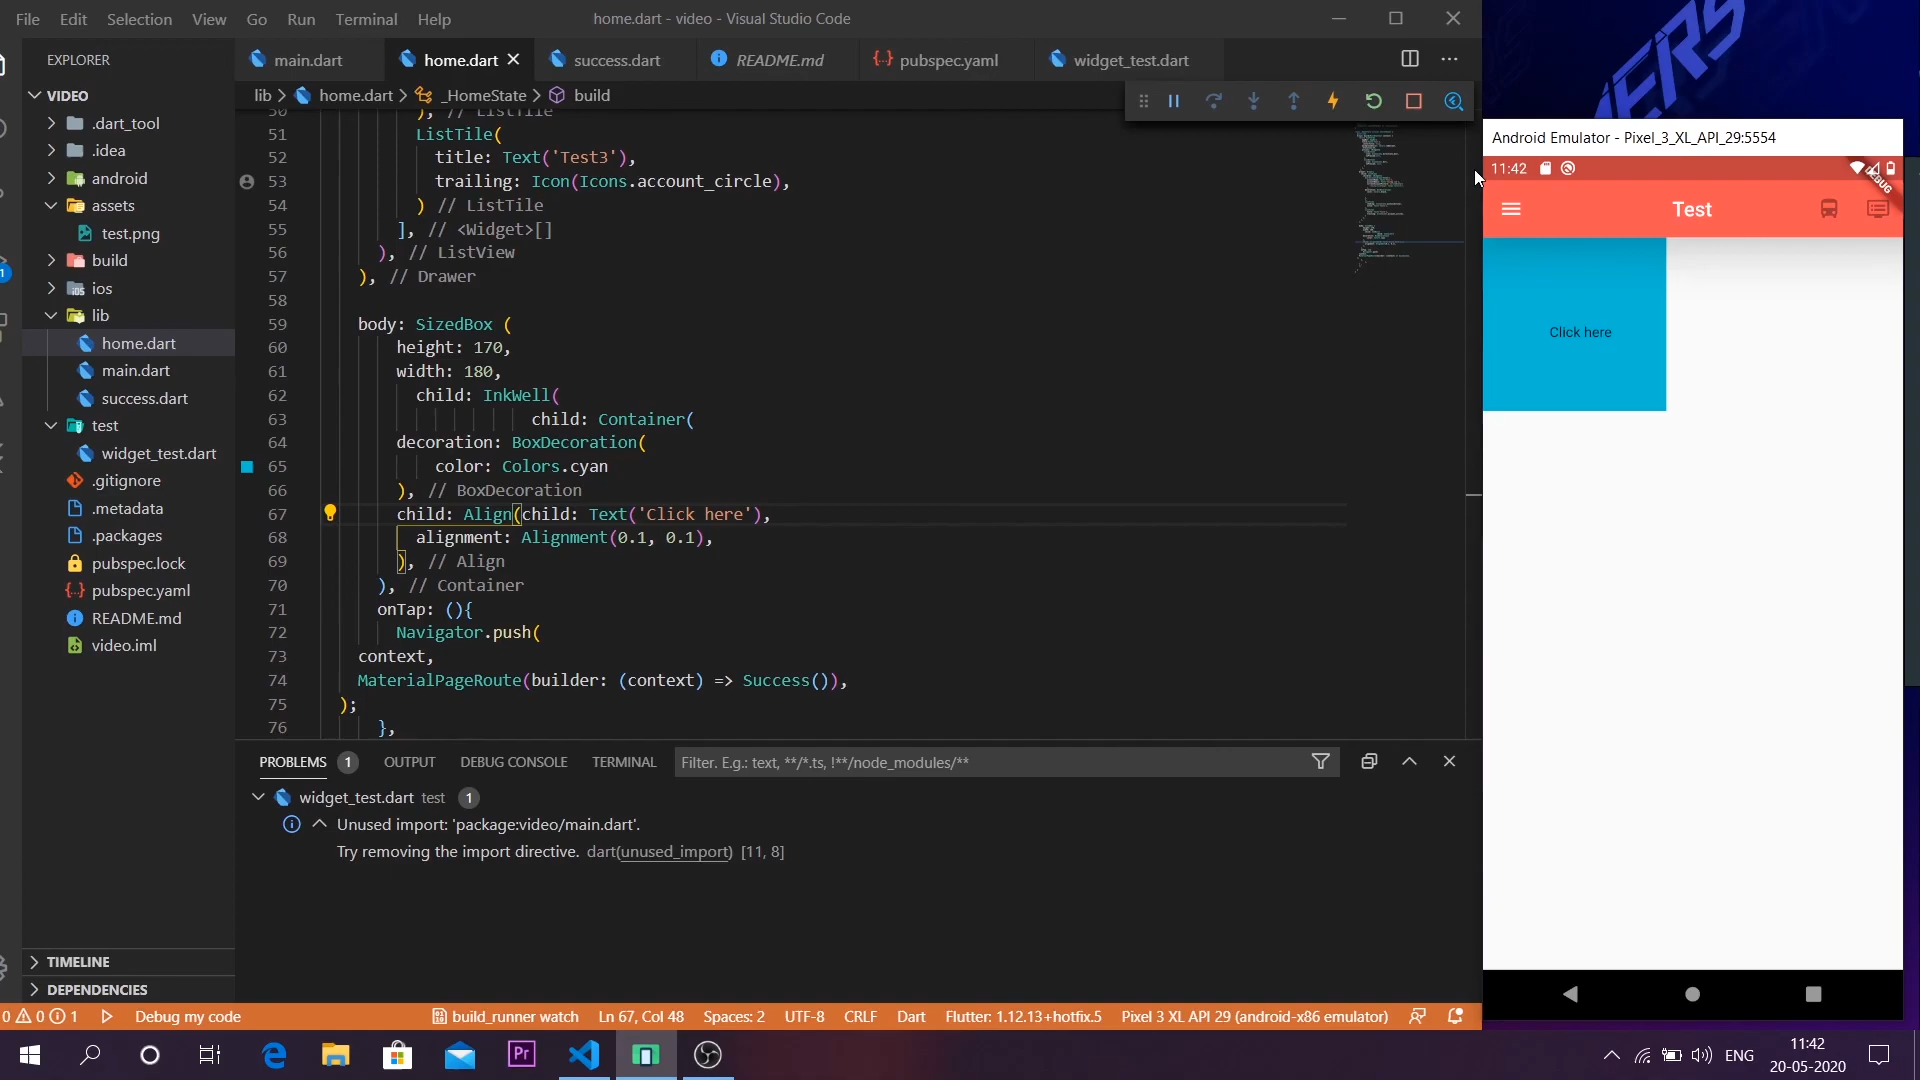 File Edit Selection View Go Run Terminal Help
home.dart - video - Visual Studio Code
EXPLORER
VIDEO
.dart_tool
.idea
android
assets
test.png
build
ios
lib
home.dart
main.dart
success.dart
test
widget_test.dart
.gitignore
.metadata
.packages
pubspec.lock
pubspec.yaml
README.md
video.iml
TIMELINE
DEPENDENCIES
1
main.dart home.dart success.dart README.md pubspec.yaml widget_test.dart
lib home.dart _HomeState build
50 ), // ListTile
51 ListTile(
52 title: Text('Test3'),
53 trailing: Icon(Icons.account_circle),
54 ) // ListTile
55 ], // <Widget>[]
56 ), // ListView
57 ), // Drawer
58
59 body: SizedBox (
60 height: 170,
61 width: 180,
62 child: InkWell(
63 child: Container(
64 decoration: BoxDecoration(
65 color: Colors.cyan
66 ), // BoxDecoration
67 child: Align(child: Text('Click here'),
68 alignment: Alignment(0.1, 0.1),
69 ), // Align
70 ), // Container
71 onTap: (){
72 Navigator.push(
73 context,
74 MaterialPageRoute(builder: (context) => Success()),
75 );
76 },
PROBLEMS 1 OUTPUT DEBUG CONSOLE TERMINAL Filter. E.g.: text, **/*.ts, !**/node_modules/**
widget_test.dart test 1
Unused import: 'package:video/main.dart'.
Try removing the import directive. dart(unused_import) [11, 8]
0 0 1 Debug my code build_runner watch Ln 67, Col 48 Spaces: 2 UTF-8 CRLF Dart Flutter: 1.12.13+hotfix.5 Pixel 3 XL API 29 (android-x86 emulator)
Android Emulator - Pixel_3_XL_API_29:5554
11:42
DEBUG
Test
Click here
Pr
ENG
11:42
20-05-2020